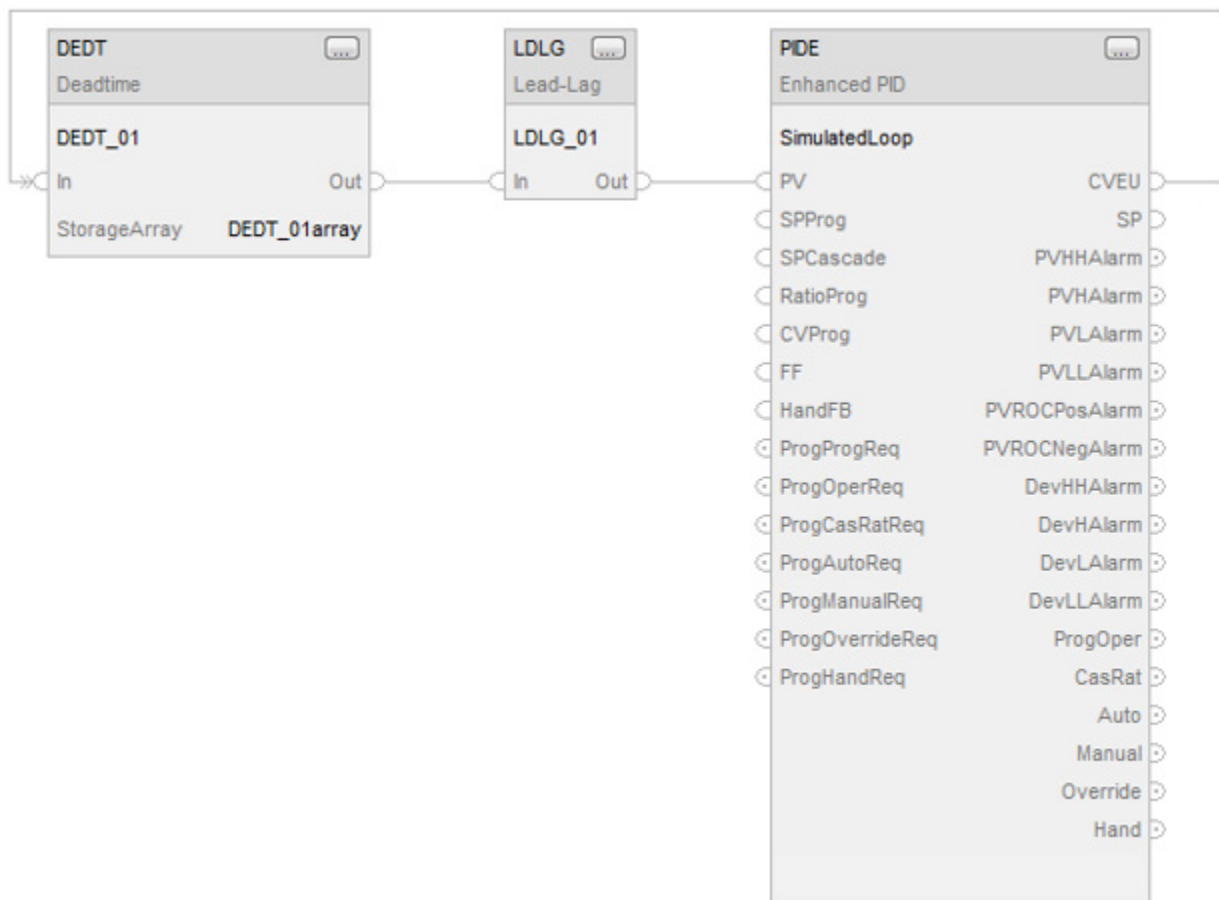 DEDT ...
Deadtime
DEDT_01
In Out
StorageArray DEDT_01array
LDLG ...
Lead-Lag
LDLG_01
In Out
PIDE ...
Enhanced PID
SimulatedLoop
PV CVEU
SPProg SP
SPCascade PVHHAlarm
RatioProg PVHAlarm
CVProg PVLAlarm
FF PVLLAlarm
HandFB PVROCPosAlarm
ProgProgReq PVROCNegAlarm
ProgOperReq DevHHAlarm
ProgCasRatReq DevHAlarm
ProgAutoReq DevLAlarm
ProgManualReq DevLLAlarm
ProgOverrideReq ProgOper
ProgHandReq CasRat
Auto
Manual
Override
Hand